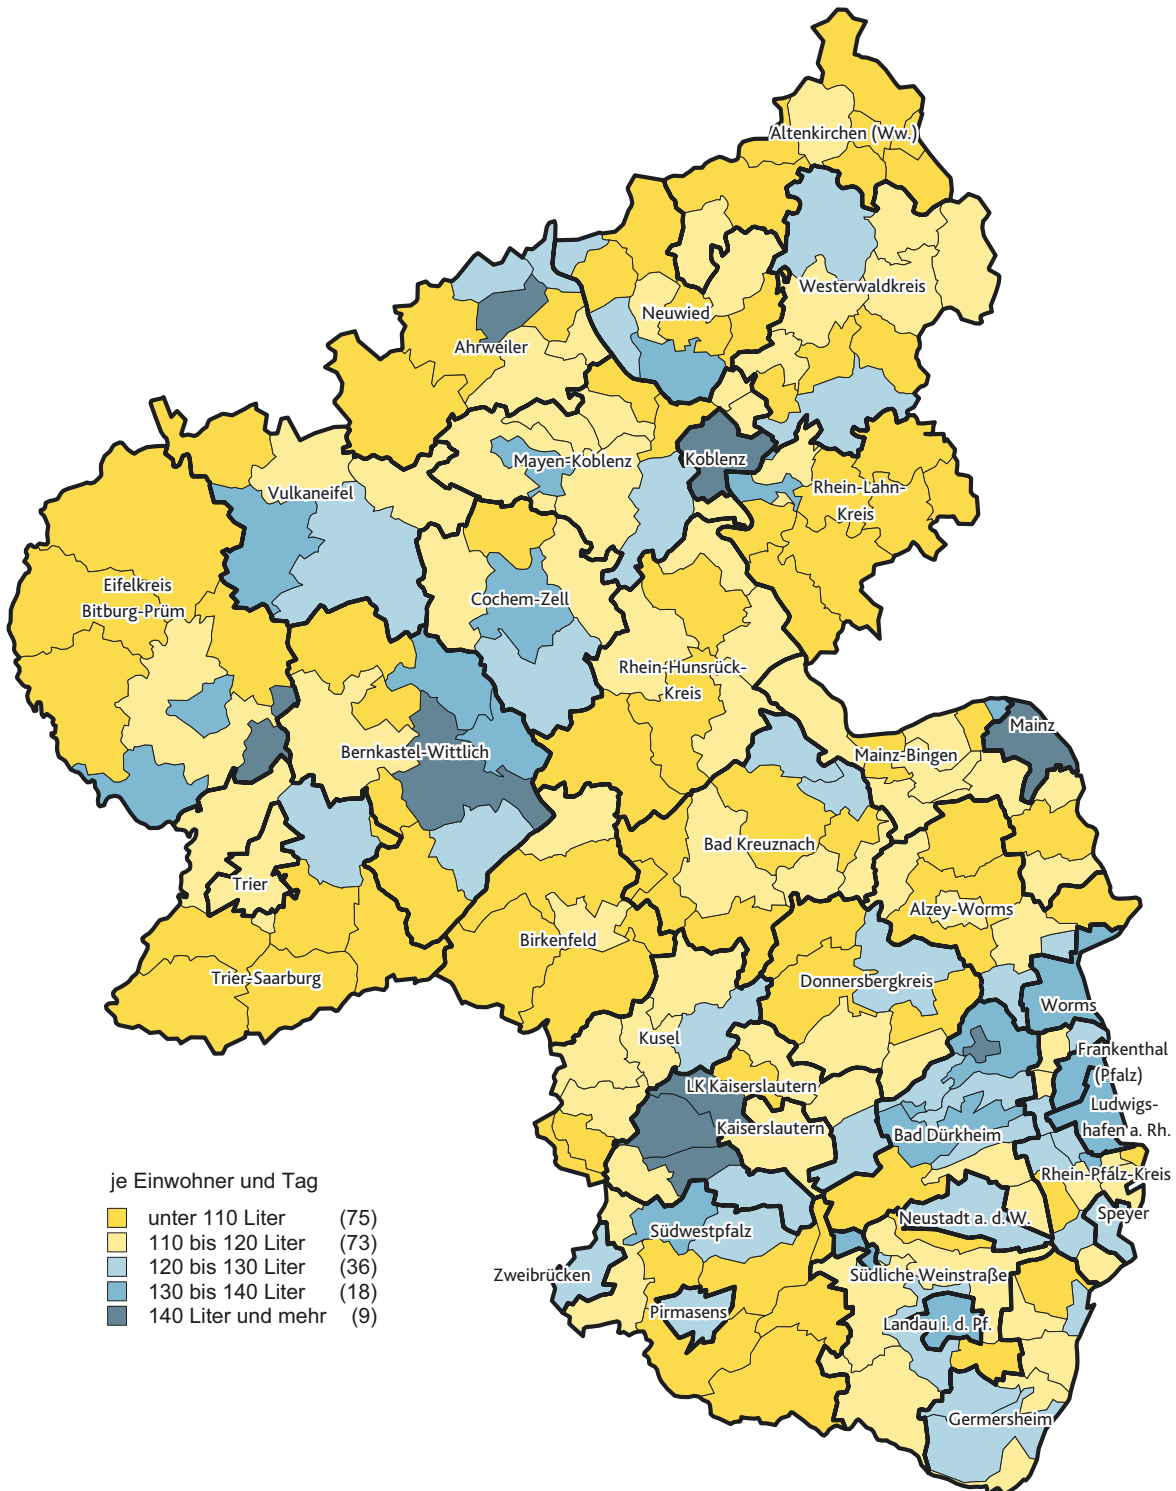 Altenkirchen (Ww.)
Westerwaldkreis
Neuwied
Ahrweiler
Mayen-Koblenz
Koblenz
Vulkaneifel
Rhein-Lahn-
Kreis
Eifelkreis
Bitburg-Prüm
Cochem-Zell
Rhein-Hunsrück-
Kreis
Mainz
Bernkastel-Wittlich
Mainz-Bingen
Bad Kreuznach
Trier
Alzey-Worms
Birkenfeld
Trier-Saarburg
Donnersbergkreis
Worms
Kusel
Frankenthal
(Pfalz)
LK Kaiserslautern
Ludwigs-
hafen a. Rh.
Kaiserslautern
Bad Dürkheim
Rhein-Pfalz-Kreis
Speyer
Neustadt a. d. W.
Südwestpfalz
Zweibrücken
Südliche Weinstraße
Pirmasens
Landau i. d. Pf.
Germersheim
je Einwohner und Tag
unter 110 Liter (75)
110 bis 120 Liter (73)
120 bis 130 Liter (36)
130 bis 140 Liter (18)
140 Liter und mehr (9)